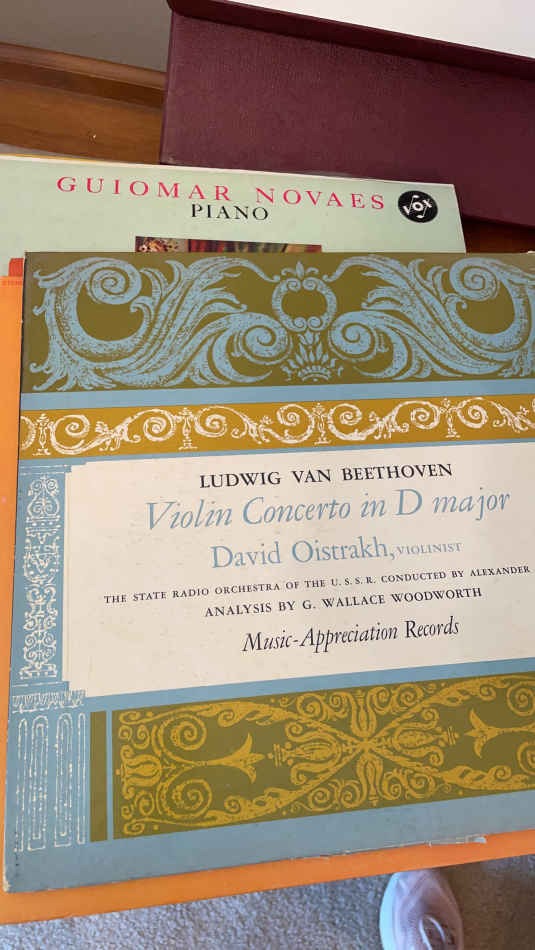 GUIOMAR NOVAES
VOX
PIANO
LUDWIG VAN BEETHOVEN
Violin Concerto in D major
David Oistrakh, VIOLINIST
THE STATE RADIO ORCHESTRA OF THE U. S. S. R. CONDUCTED BY ALEXANDER
ANALYSIS BY G. WALLACE WOODWORTH
Music-Appreciation Records